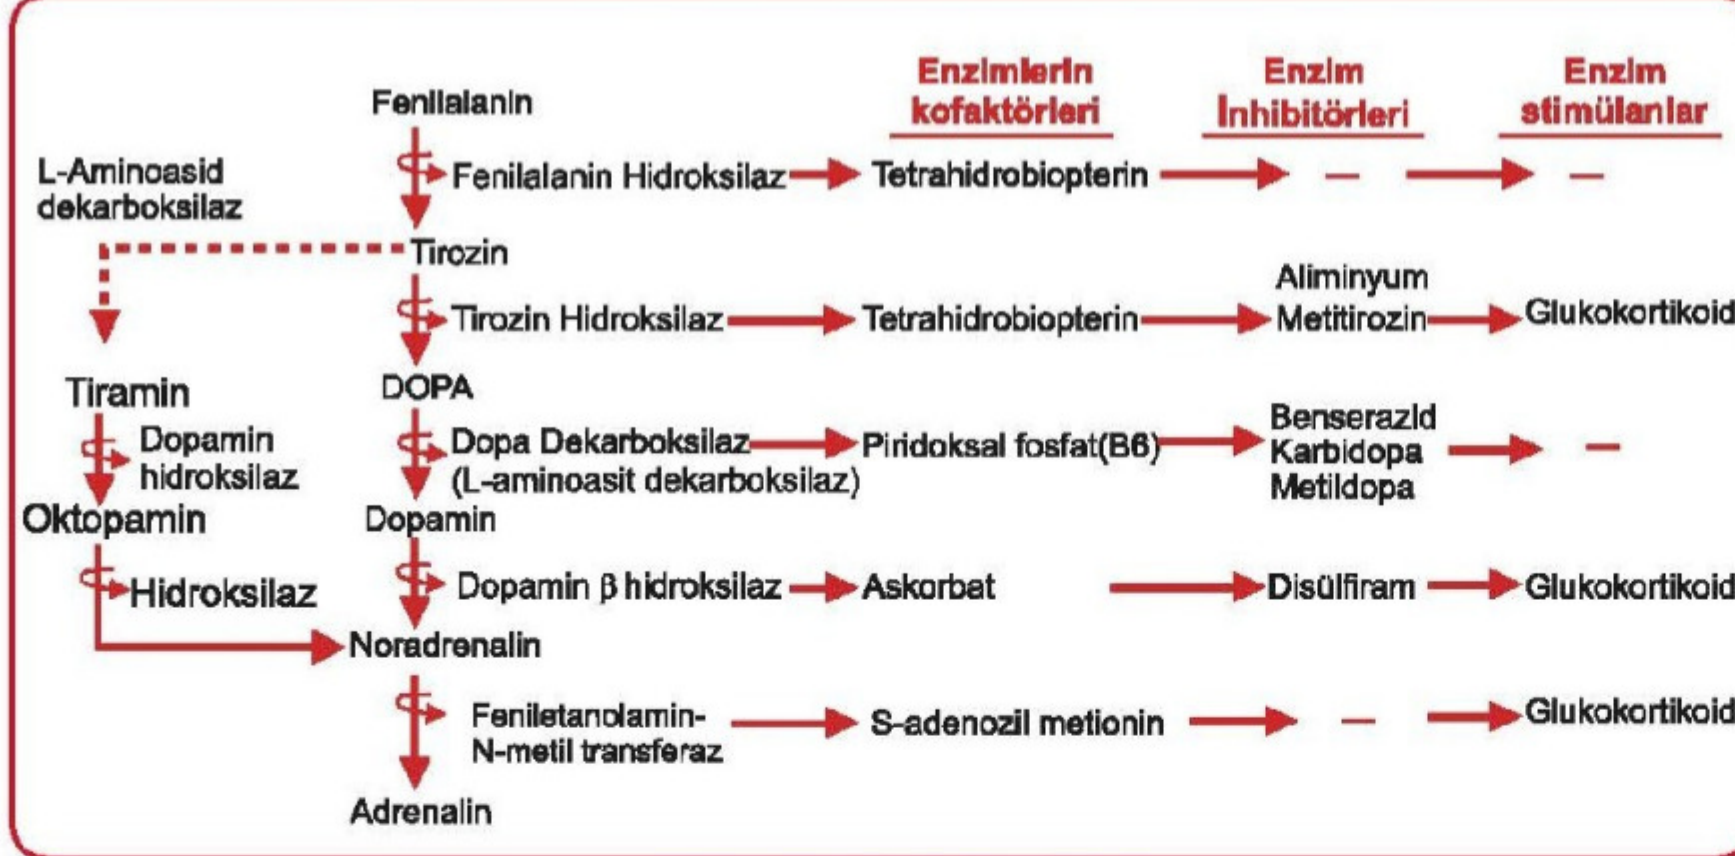 Enzimlerin
kofaktörleri
Enzim
İnhibitörleri
Enzim
stimülanlar
Fenilalanin
L-Aminoasid
dekarboksilaz
Fenilalanin Hidroksilaz
Tetrahidrobiopterin
–
–
Tirozin
Tirozin Hidroksilaz
Tetrahidrobiopterin
Aliminyum
Metitirozin
Glukokortikoid
Tiramin
DOPA
Dopamin
hidroksilaz
Dopa Dekarboksilaz
(L-aminoasit dekarboksilaz)
Piridoksal fosfat(B6)
Benserazid
Karbidopa
Metildopa
–
Oktopamin
Dopamin
Hidroksilaz
Dopamin β hidroksilaz
Askorbat
Disülfiram
Glukokortikoid
Noradrenalin
Feniletanolamin-
N-metil transferaz
S-adenozil metionin
–
Glukokortikoid
Adrenalin